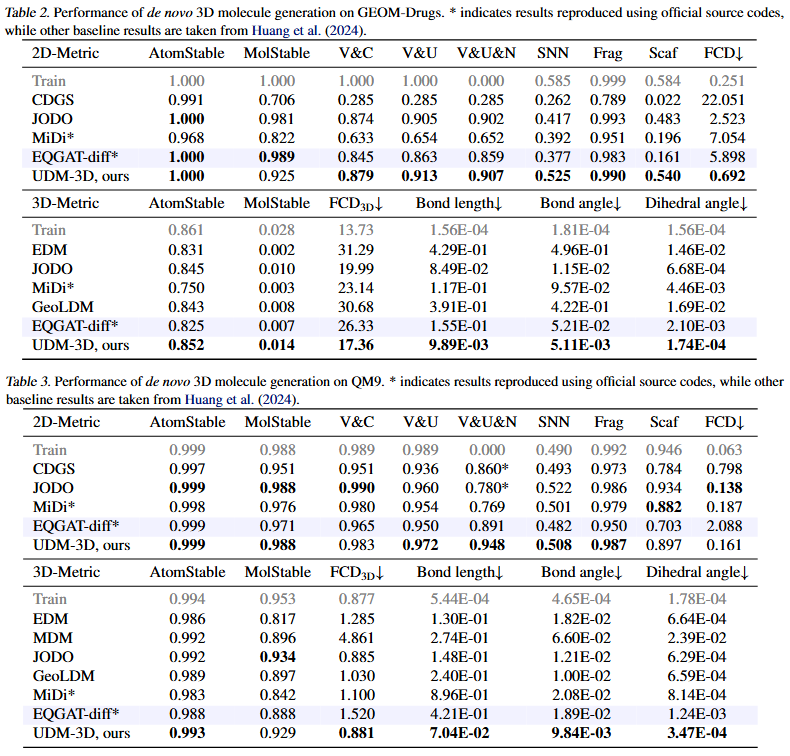 Table 2. Performance of de novo 3D molecule generation on GEOM-Drugs. * indicates results reproduced using official source codes,
while other baseline results are taken from Huang et al. (2024).
2D-Metric AtomStable MolStable V&C V&U V&U&N SNN Frag Scaf FCD↓
Train 1.000 1.000 1.000 1.000 0.000 0.585 0.999 0.584 0.251
CDGS 0.991 0.706 0.285 0.285 0.285 0.262 0.789 0.022 22.051
JODO 1.000 0.981 0.874 0.905 0.902 0.417 0.993 0.483 2.523
MiDi* 0.968 0.822 0.633 0.654 0.652 0.392 0.951 0.196 7.054
EQGAT-diff* 1.000 0.989 0.845 0.863 0.859 0.377 0.983 0.161 5.898
UDM-3D, ours 1.000 0.925 0.879 0.913 0.907 0.525 0.990 0.540 0.692
3D-Metric AtomStable MolStable FCD3D↓ Bond length↓ Bond angle↓ Dihedral angle↓
Train 0.861 0.028 13.73 1.56E-04 1.81E-04 1.56E-04
EDM 0.831 0.002 31.29 4.29E-01 4.96E-01 1.46E-02
JODO 0.845 0.010 19.99 8.49E-02 1.15E-02 6.68E-04
MiDi* 0.750 0.003 23.14 1.17E-01 9.57E-02 4.46E-03
GeoLDM 0.843 0.008 30.68 3.91E-01 4.22E-01 1.69E-02
EQGAT-diff* 0.825 0.007 26.33 1.55E-01 5.21E-02 2.10E-03
UDM-3D, ours 0.852 0.014 17.36 9.89E-03 5.11E-03 1.74E-04
Table 3. Performance of de novo 3D molecule generation on QM9. * indicates results reproduced using official source codes, while other
baseline results are taken from Huang et al. (2024).
2D-Metric AtomStable MolStable V&C V&U V&U&N SNN Frag Scaf FCD↓
Train 0.999 0.988 0.989 0.989 0.000 0.490 0.992 0.946 0.063
CDGS 0.997 0.951 0.951 0.936 0.860* 0.493 0.973 0.784 0.798
JODO 0.999 0.988 0.990 0.960 0.780* 0.522 0.986 0.934 0.138
MiDi* 0.998 0.976 0.980 0.954 0.769 0.501 0.979 0.882 0.187
EQGAT-diff* 0.999 0.971 0.965 0.950 0.891 0.482 0.950 0.703 2.088
UDM-3D, ours 0.999 0.988 0.983 0.972 0.948 0.508 0.987 0.897 0.161
3D-Metric AtomStable MolStable FCD3D↓ Bond length↓ Bond angle↓ Dihedral angle↓
Train 0.994 0.953 0.877 5.44E-04 4.65E-04 1.78E-04
EDM 0.986 0.817 1.285 1.30E-01 1.82E-02 6.64E-04
MDM 0.992 0.896 4.861 2.74E-01 6.60E-02 2.39E-02
JODO 0.992 0.934 0.885 1.48E-01 1.21E-02 6.29E-04
GeoLDM 0.989 0.897 1.030 2.40E-01 1.00E-02 6.59E-04
MiDi* 0.983 0.842 1.100 8.96E-01 2.08E-02 8.14E-04
EQGAT-diff* 0.988 0.888 1.520 4.21E-01 1.89E-02 1.24E-03
UDM-3D, ours 0.993 0.929 0.881 7.04E-02 9.84E-03 3.47E-04